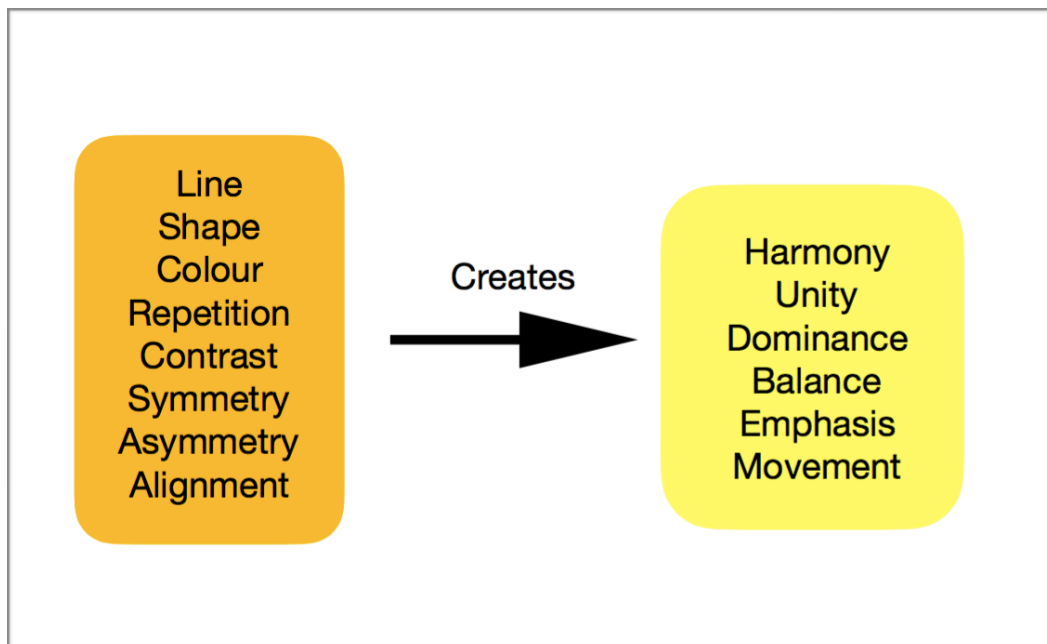 Line
Shape
Colour
Repetition
Contrast
Symmetry
Asymmetry
Alignment
Creates
Harmony
Unity
Dominance
Balance
Emphasis
Movement